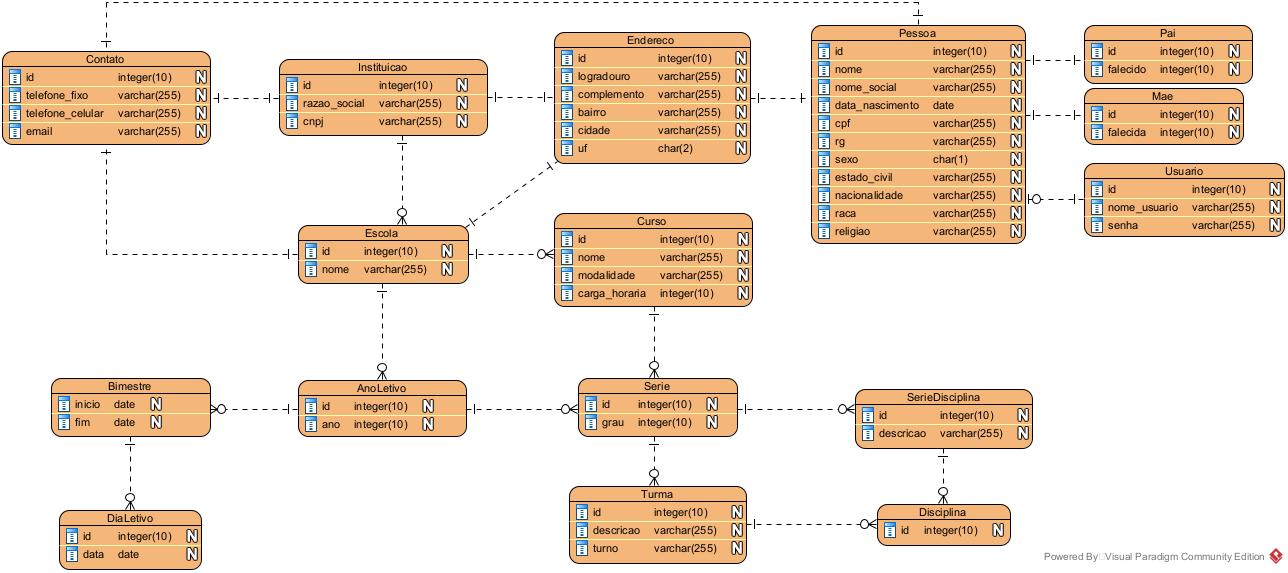 Contato
id integer(10) N
telefone_fixo varchar(255) N
telefone_celular varchar(255) N
email varchar(255) N
Instituicao
id integer(10) N
razao_social varchar(255) N
cnpj varchar(255) N
Endereco
id integer(10) N
logradouro varchar(255) N
complemento varchar(255) N
bairro varchar(255) N
cidade varchar(255) N
uf char(2) N
Pessoa
id integer(10) N
nome varchar(255) N
nome_social varchar(255) N
data_nascimento date N
cpf varchar(255) N
rg varchar(255) N
sexo char(1) N
estado_civil varchar(255) N
nacionalidade varchar(255) N
raca varchar(255) N
religiao varchar(255) N
Pai
id integer(10) N
falecido integer(10) N
Mae
id integer(10) N
falecida integer(10) N
Usuario
id integer(10) N
nome_usuario varchar(255) N
senha varchar(255) N
Escola
id integer(10) N
nome varchar(255) N
Curso
id integer(10) N
nome varchar(255) N
modalidade varchar(255) N
carga_horaria integer(10) N
Bimestre
inicio date N
fim date N
AnoLetivo
id integer(10) N
ano integer(10) N
Serie
id integer(10) N
grau integer(10) N
SerieDisciplina
id integer(10) N
descricao varchar(255) N
DiaLetivo
id integer(10) N
data date N
Turma
id integer(10) N
descricao varchar(255) N
turno varchar(255) N
Disciplina
id integer(10) N
Powered By Visual Paradigm Community Edition